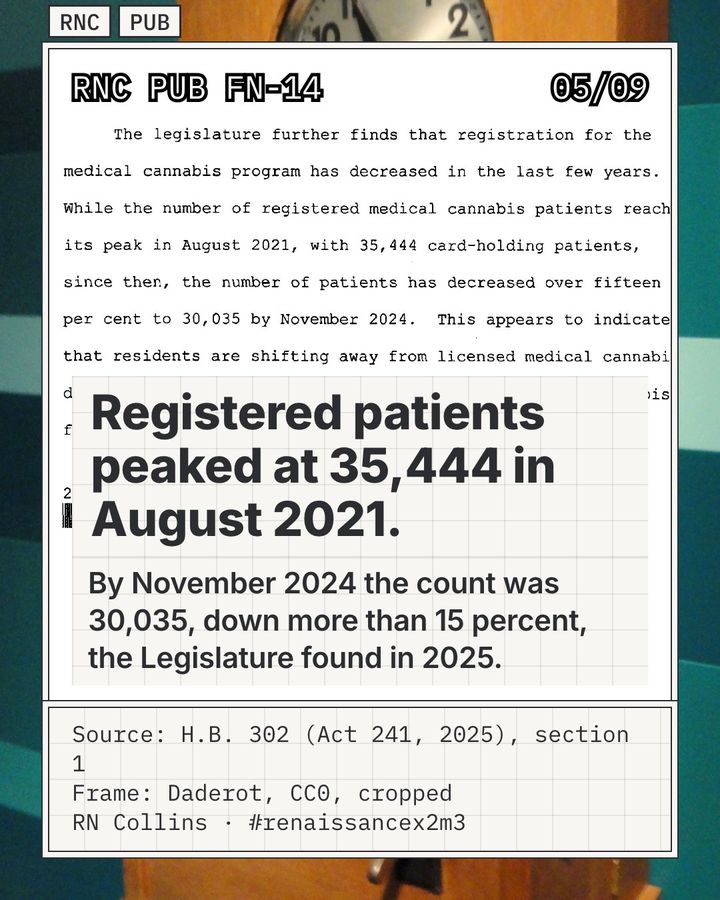 2
RNC PUB
RNC PUB FN-14 05/09
The legislature further finds that registration for the
medical cannabis program has decreased in the last few years.
While the number of registered medical cannabis patients reach
its peak in August 2021, with 35,444 card-holding patients,
since then, the number of patients has decreased over fifteen
per cent to 30,035 by November 2024. This appears to indicate
that residents are shifting away from licensed medical cannabi
Registered patients
peaked at 35,444 in
August 2021.
2
By November 2024 the count was
30,035, down more than 15 percent,
the Legislature found in 2025.
Source: H.B. 302 (Act 241, 2025), section
1
Frame: Daderot, CC0, cropped
RN Collins · #renaissancex2m3